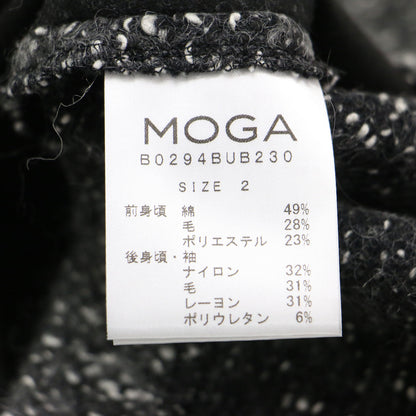 MOGA
B0294BUB230
SIZE 2
前身頃 綿 49%
毛 28%
ポリエステル 23%
後身頃・袖
ナイロン 32%
毛 31%
レーヨン 31%
ポリウレタン 6%